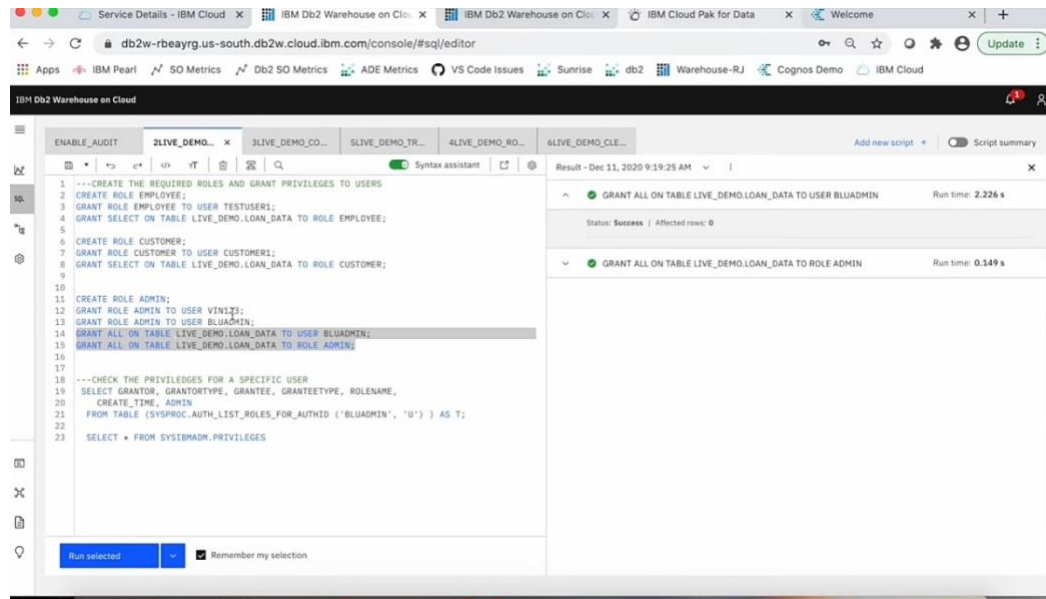 Service Details - IBM Cloud
IBM Db2 Warehouse on Clou
IBM Db2 Warehouse on Clou
IBM Cloud Pak for Data
Welcome
db2w-rbeayrg.us-south.db2w.cloud.ibm.com/console/#sql/editor
Update
Apps IBM Pearl SO Metrics Db2 SO Metrics ADE Metrics VS Code Issues Sunrise db2 Warehouse-RJ Cognos Demo IBM Cloud
IBM Db2 Warehouse on Cloud
1
ENABLE_AUDIT 2LIVE_DEMO... × 3LIVE_DEMO_CO... 5LIVE_DEMO_TR... 4LIVE_DEMO_RO... 6LIVE_DEMO_CLE... Add new script + Script summary
Syntax assistant
Result - Dec 11, 2020 9:19:25 AM
GRANT ALL ON TABLE LIVE_DEMO.LOAN_DATA TO USER BLUADMIN Run time: 2.226 s
Status: Success | Affected rows: 0
GRANT ALL ON TABLE LIVE_DEMO.LOAN_DATA TO ROLE ADMIN Run time: 0.149 s
SQL
1 ---CREATE THE REQUIRED ROLES AND GRANT PRIVILEGES TO USERS
2 CREATE ROLE EMPLOYEE;
3 GRANT ROLE EMPLOYEE TO USER TESTUSER1;
4 GRANT SELECT ON TABLE LIVE_DEMO.LOAN_DATA TO ROLE EMPLOYEE;
5
6 CREATE ROLE CUSTOMER;
7 GRANT ROLE CUSTOMER TO USER CUSTOMER1;
8 GRANT SELECT ON TABLE LIVE_DEMO.LOAN_DATA TO ROLE CUSTOMER;
9
10
11 CREATE ROLE ADMIN;
12 GRANT ROLE ADMIN TO USER VIN123;
13 GRANT ROLE ADMIN TO USER BLUADMIN;
14 GRANT ALL ON TABLE LIVE_DEMO.LOAN_DATA TO USER BLUADMIN;
15 GRANT ALL ON TABLE LIVE_DEMO.LOAN_DATA TO ROLE ADMIN;
16
17
18 ---CHECK THE PRIVILEDGES FOR A SPECIFIC USER
19 SELECT GRANTOR, GRANTORTYPE, GRANTEE, GRANTEETYPE, ROLENAME,
20 CREATE_TIME, ADMIN
21 FROM TABLE (SYSPROC.AUTH_LIST_ROLES_FOR_AUTHID ('BLUADMIN', 'U') ) AS T;
22
23 SELECT * FROM SYSIBMADM.PRIVILEGES
Run selected
Remember my selection